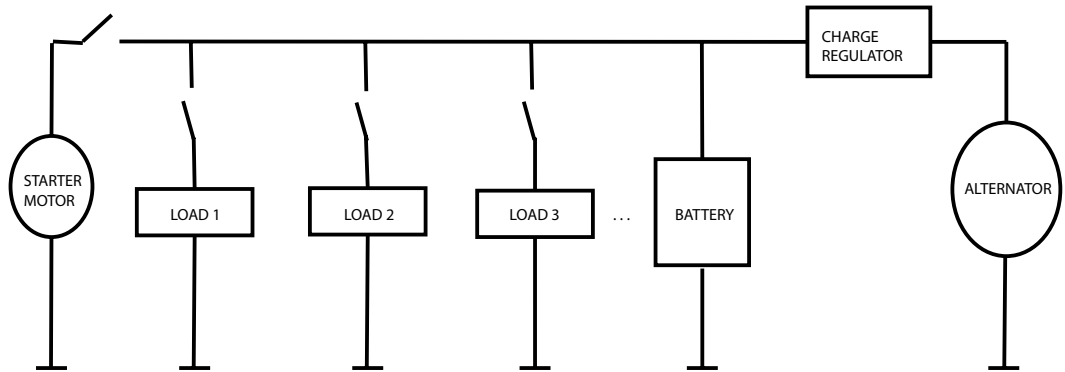 CHARGE
REGULATOR
STARTER
MOTOR
LOAD 1
LOAD 2
LOAD 3
...
BATTERY
ALTERNATOR